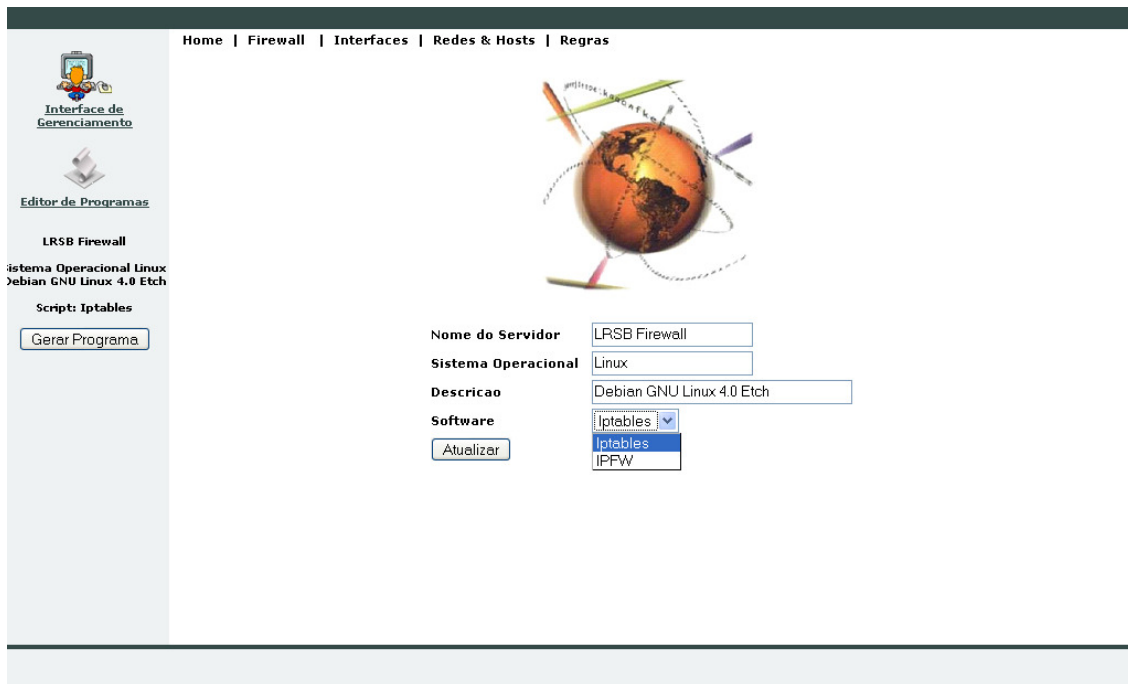 Home | Firewall | Interfaces | Redes & Hosts | Regras
Interface de
Gerenciamento
Editor de Programas
LRSB Firewall
Sistema Operacional Linux
Debian GNU Linux 4.0 Etch
Script: Iptables
Gerar Programa
Nome do Servidor LRSB Firewall
Sistema Operacional Linux
Descricao Debian GNU Linux 4.0 Etch
Software Iptables
Atualizar Iptables
IPFW